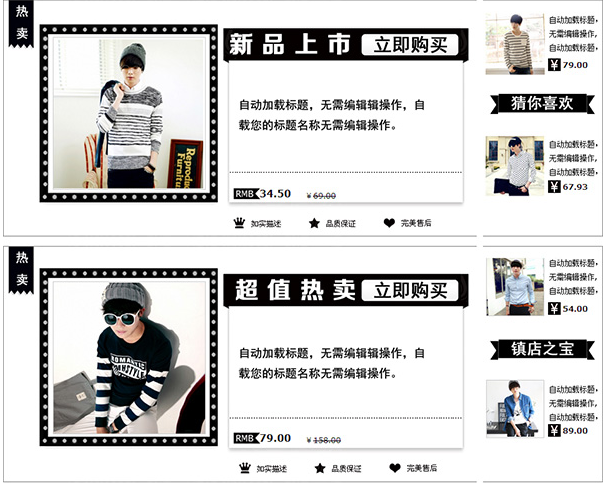 热
卖
新品上市 立即购买
自动加载标题，无需编辑辑操作，自
载您的标题名称无需编辑操作。
RMB 34.50 ¥ 69.00
如实描述 品质保证 完美售后
Reproduc
Furnitur
自动加载标题，
无需编辑操作，
自动加载标题，
¥ 79.00
猜你喜欢
自动加载标题，
无需编辑操作，
自动加载标题，
¥ 67.93
热
卖
超值热卖 立即购买
自动加载标题，无需编辑辑操作，自
载您的标题名称无需编辑操作。
RMB 79.00 ¥ 158.00
如实描述 品质保证 完美售后
自动加载标题，
无需编辑操作，
自动加载标题，
¥ 54.00
镇店之宝
自动加载标题，
无需编辑操作，
自动加载标题，
¥ 89.00